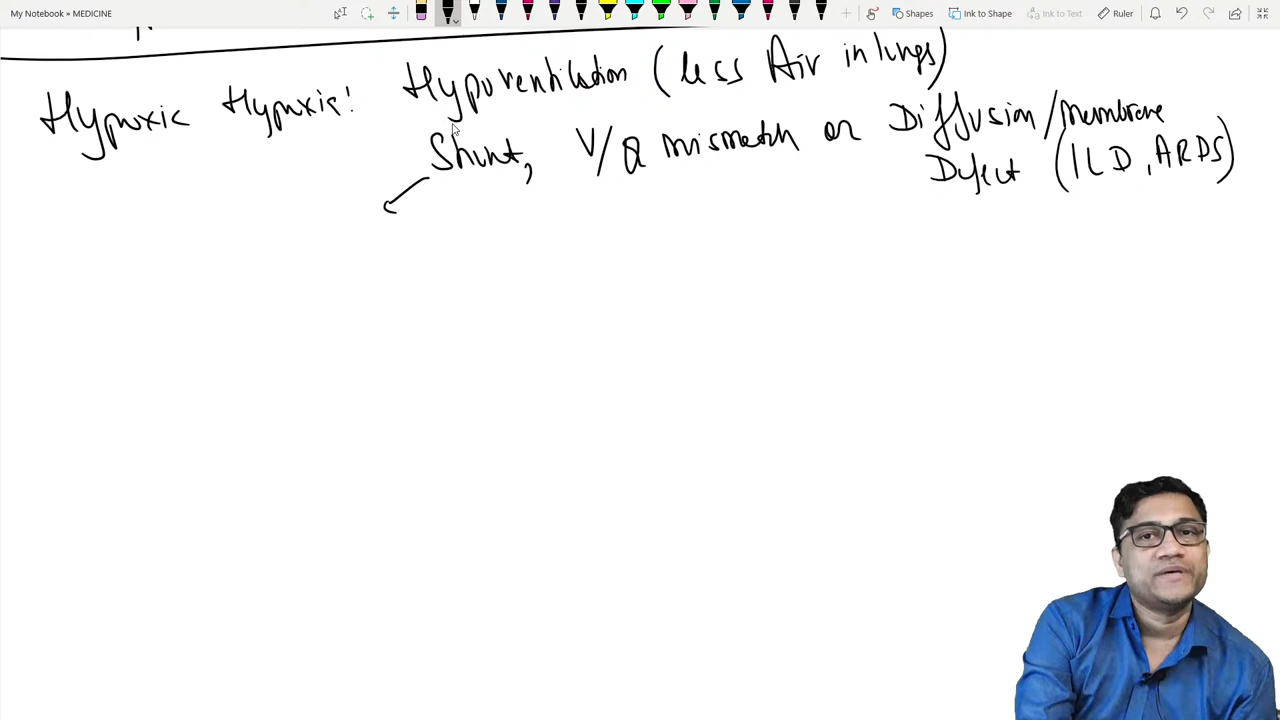 My Notebook » MEDICINE
Shapes Ink to Shape Ink to Text Ruler
Hypoxic Hypoxia: Hypoventilation (less Air in lungs)
Shunt, V/Q mismatch or Diffusion/membrane
Defect (ILD, ARDS)